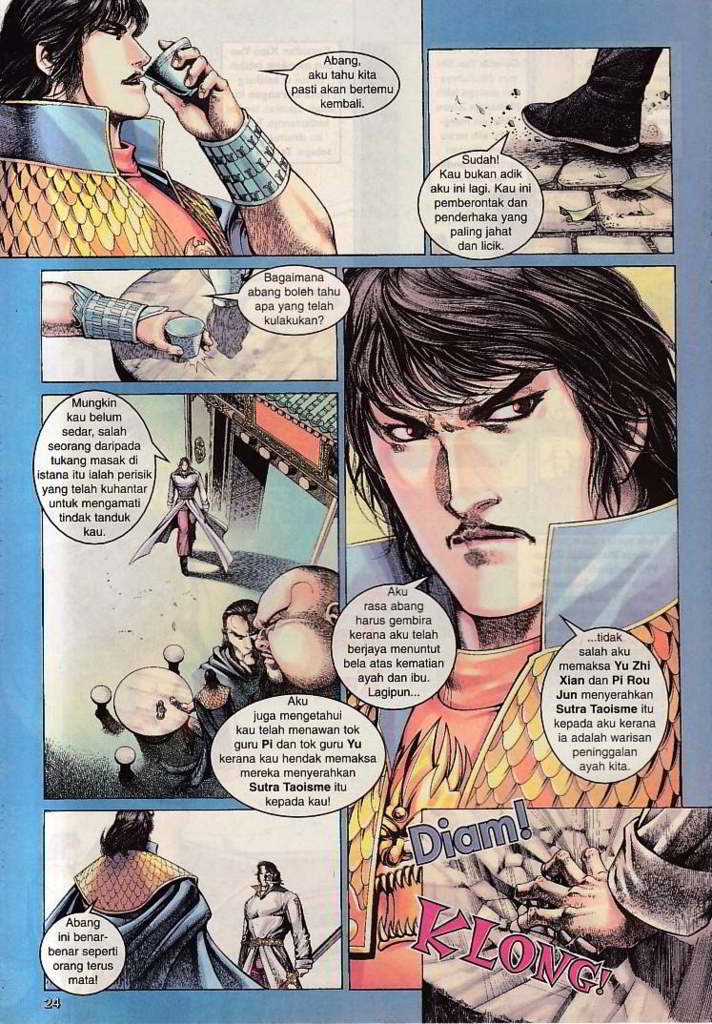 Abang,
aku tahu kita
pasti akan bertemu
kembali.
Sudah!
Kau bukan adik
aku ini lagi. Kau ini
pemberontak dan
penderhaka yang
paling jahat
dan licik.
Bagaimana
abang boleh tahu
apa yang telah
kulakukan?
Mungkin
kau belum
sedar, salah
seorang daripada
tukang masak di
istana itu ialah perisik
yang telah kuhantar
untuk mengamati
tindak tanduk
kau.
Aku
juga mengetahui
kau telah menawan tok
guru Pi dan tok guru Yu
kerana kau hendak memaksa
mereka menyerahkan
Sutra Taoisme itu
kepada kau!
Aku
rasa abang
harus gembira
kerana aku telah
berjaya menuntut
bela atas kematian
ayah dan ibu.
Lagipun...
...tidak
salah aku
memaksa Yu Zhi
Xian dan Pi Rou
Jun menyerahkan
Sutra Taoisme itu
kepada aku kerana
ia adalah warisan
peninggalan
ayah kita.
Abang
ini benar-
benar seperti
orang terus
mata!
Diam!
KLONG!
24